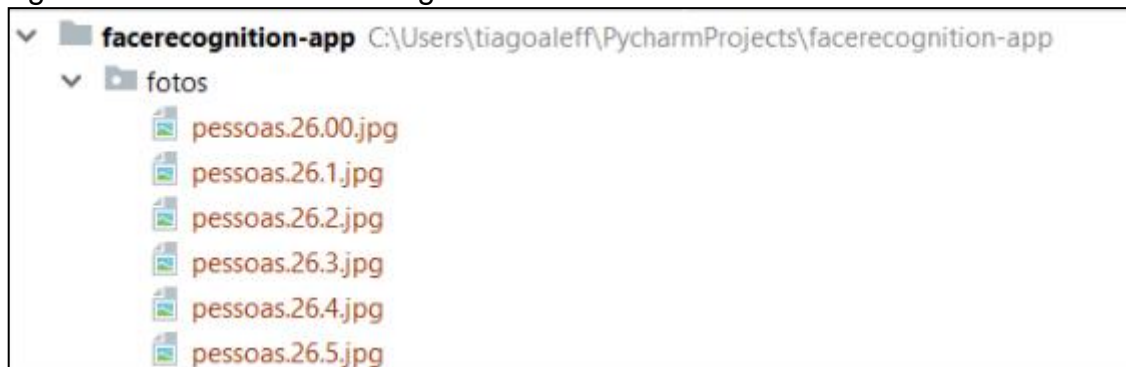 facerecognition-app C:\Users\tiagoaleff\PycharmProjects\facerecognition-app
fotos
pessoas.26.00.jpg
pessoas.26.1.jpg
pessoas.26.2.jpg
pessoas.26.3.jpg
pessoas.26.4.jpg
pessoas.26.5.jpg